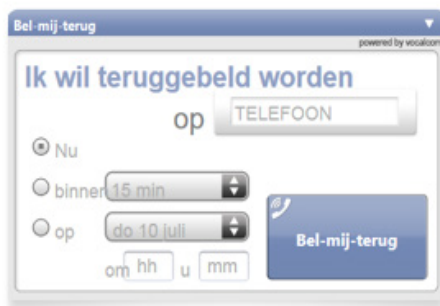 Bel-mij-terug
powered by vocalcom
Ik wil teruggebeld worden
op TELEFOON
Nu
binnen 15 min
op do 10 juli
om hh u mm
Bel-mij-terug